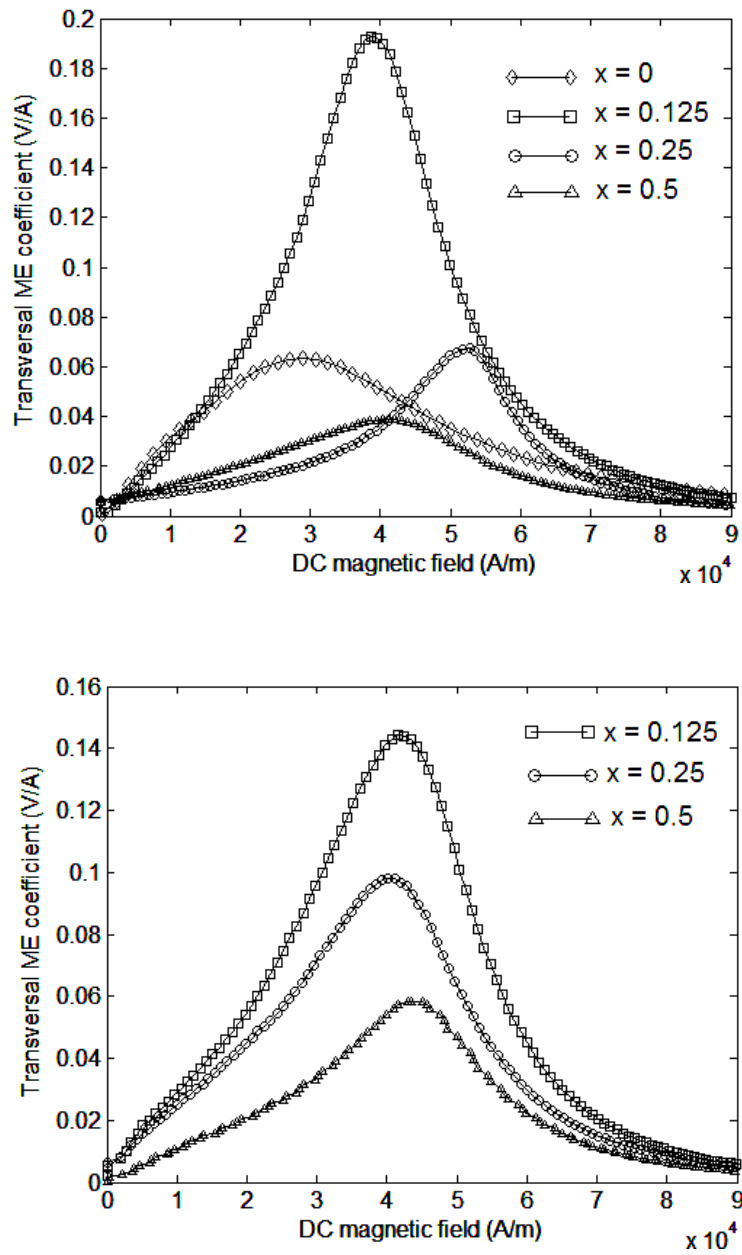 0.2
0.18
0.16
0.14
0.12
0.1
0.08
0.06
0.04
0.02
0
Transversal ME coefficient (V/A)
x = 0
x = 0.125
x = 0.25
x = 0.5
0 1 2 3 4 5 6 7 8 9
DC magnetic field (A/m)
x 10^4
0.16
0.14
0.12
0.1
0.08
0.06
0.04
0.02
0
Transversal ME coefficient (V/A)
x = 0.125
x = 0.25
x = 0.5
0 1 2 3 4 5 6 7 8 9
DC magnetic field (A/m)
x 10^4